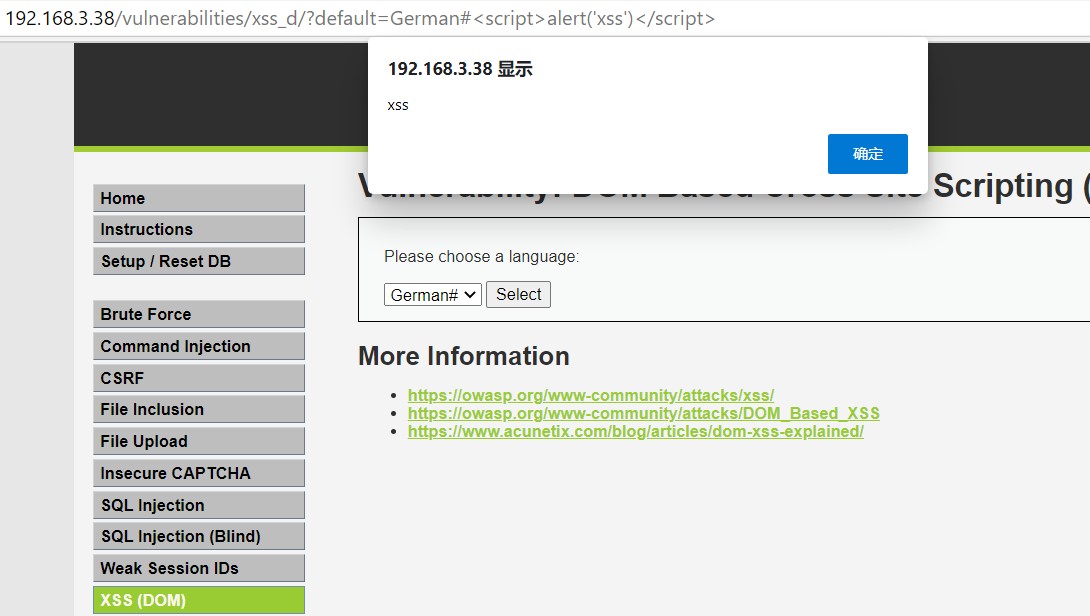 192.168.3.38/vulnerabilities/xss_d/?default=German#<script>alert('xss')</script>
192.168.3.38 显示
xss
确定
Vulnerability: DOM Based Cross Site Scripting (
Home
Instructions
Setup / Reset DB
Brute Force
Command Injection
CSRF
File Inclusion
File Upload
Insecure CAPTCHA
SQL Injection
SQL Injection (Blind)
Weak Session IDs
XSS (DOM)
Please choose a language:
German# Select
More Information
https://owasp.org/www-community/attacks/xss/
https://owasp.org/www-community/attacks/DOM_Based_XSS
https://www.acunetix.com/blog/articles/dom-xss-explained/